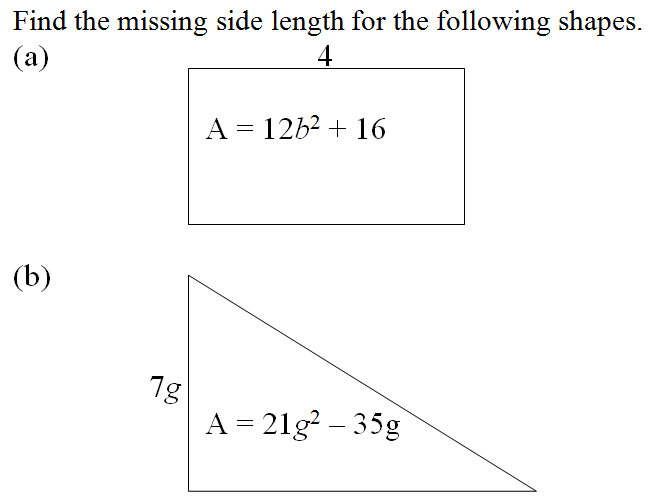 Find the missing side length for the following shapes.
(a)
4
A = 12b² + 16
(b)
7g
A = 21g² – 35g